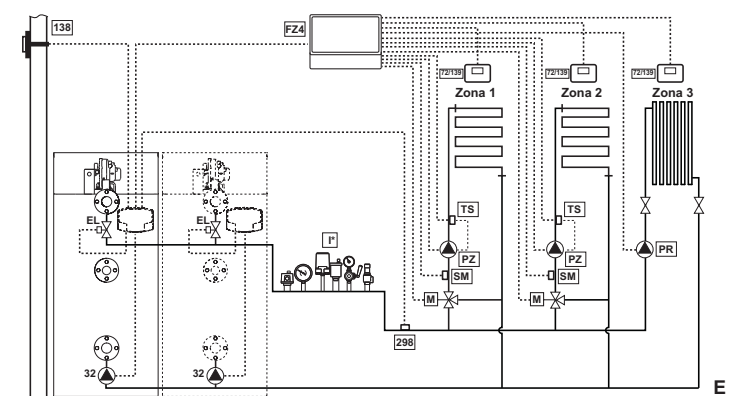 138
FZ4
72/139
72/139
72/139
Zona 1
Zona 2
Zona 3
EL
EL
I*
TS
TS
PZ
PZ
PR
SM
SM
M
M
298
32
32
E